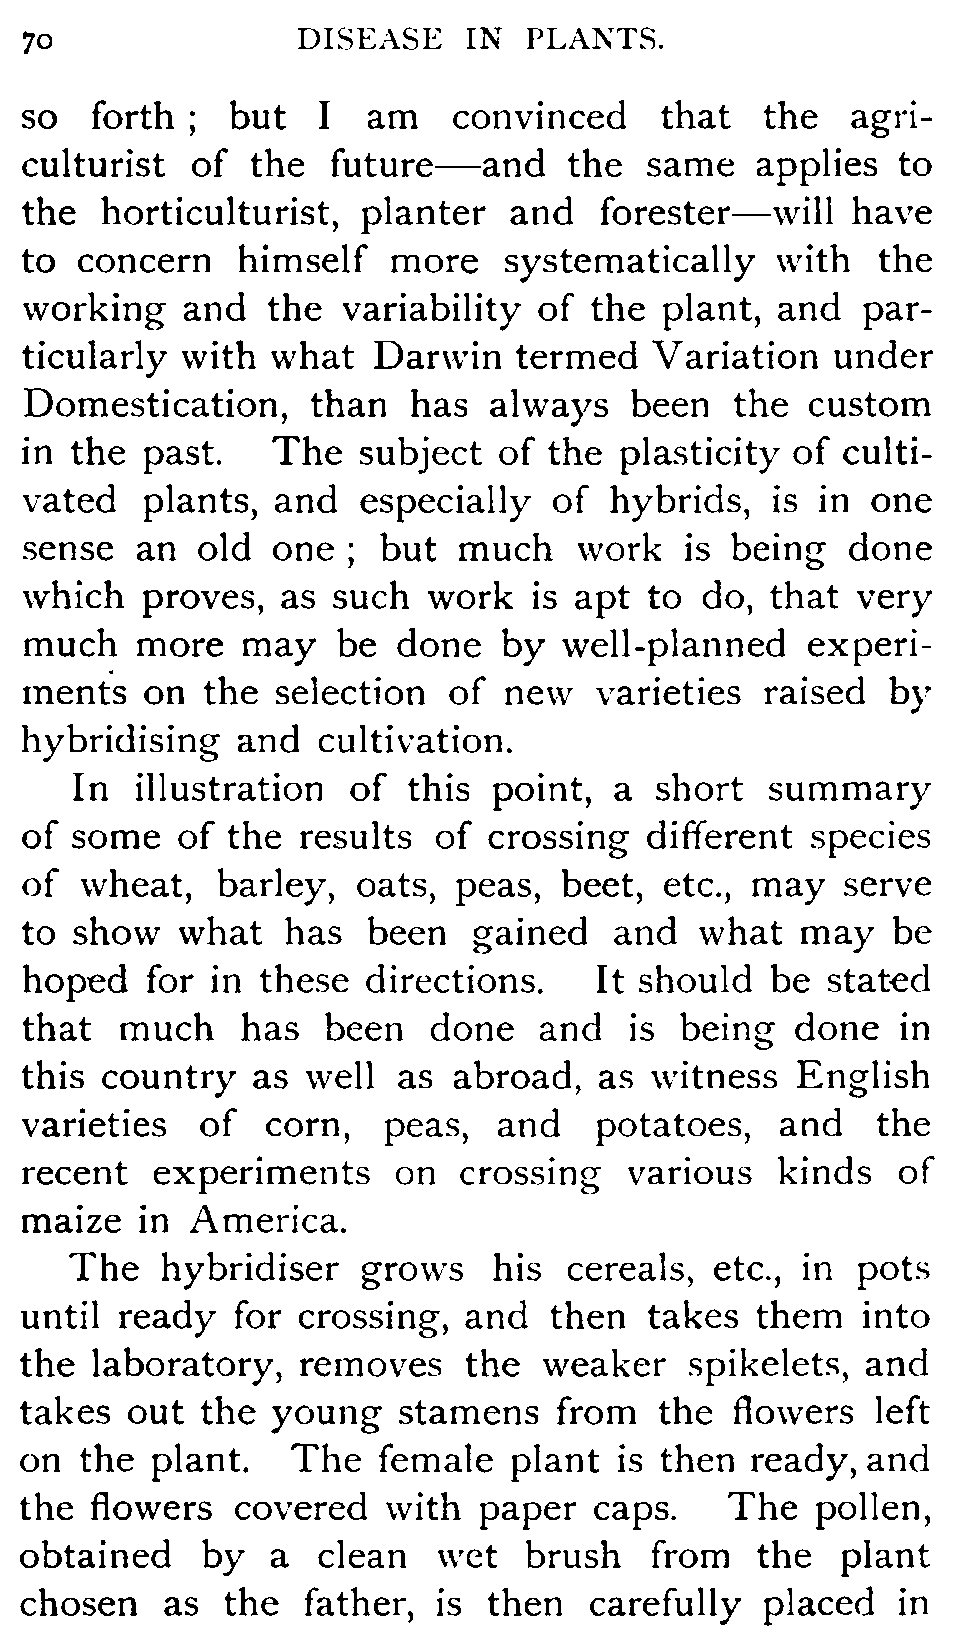 70 DISEASE IN PLANTS.
so forth ; but I am convinced that the agri-
culturist of the future—and the same applies to
the horticulturist, planter and forester—will have
to concern himself more systematically with the
working and the variability of the plant, and par-
ticularly with what Darwin termed Variation under
Domestication, than has always been the custom
in the past. The subject of the plasticity of culti-
vated plants, and especially of hybrids, is in one
sense an old one ; but much work is being done
which proves, as such work is apt to do, that very
much more may be done by well-planned experi-
ments on the selection of new varieties raised by
hybridising and cultivation.
In illustration of this point, a short summary
of some of the results of crossing different species
of wheat, barley, oats, peas, beet, etc., may serve
to show what has been gained and what may be
hoped for in these directions. It should be stated
that much has been done and is being done in
this country as well as abroad, as witness English
varieties of corn, peas, and potatoes, and the
recent experiments on crossing various kinds of
maize in America.
The hybridiser grows his cereals, etc., in pots
until ready for crossing, and then takes them into
the laboratory, removes the weaker spikelets, and
takes out the young stamens from the flowers left
on the plant. The female plant is then ready, and
the flowers covered with paper caps. The pollen,
obtained by a clean wet brush from the plant
chosen as the father, is then carefully placed in